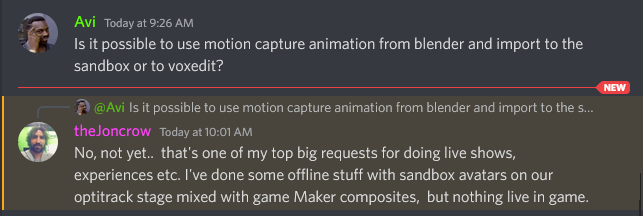 Avi Today at 9:26 AM
Is it possible to use motion capture animation from blender and import to the
sandbox or to voxedit?
NEW
@Avi Is it possible to use motion capture animation from blender and import to the s...
theJoncrow Today at 10:01 AM
No, not yet.. that's one of my top big requests for doing live shows,
experiences etc. I've done some offline stuff with sandbox avatars on our
optitrack stage mixed with game Maker composites, but nothing live in game.